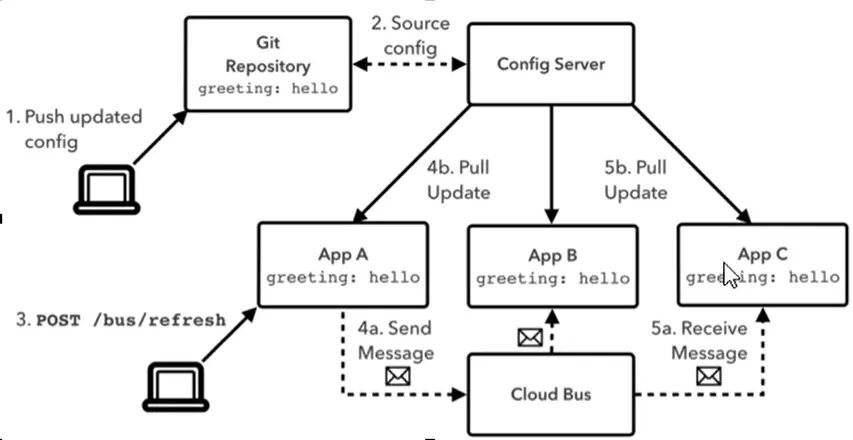 2. Source
config
Git
Repository
greeting: hello
Config Server
1. Push updated
config
4b. Pull
Update
5b. Pull
Update
App A
greeting: hello
App B
greeting: hello
App C
greeting: hello
3. POST /bus/refresh
4a. Send
Message
5a. Receive
Message
Cloud Bus